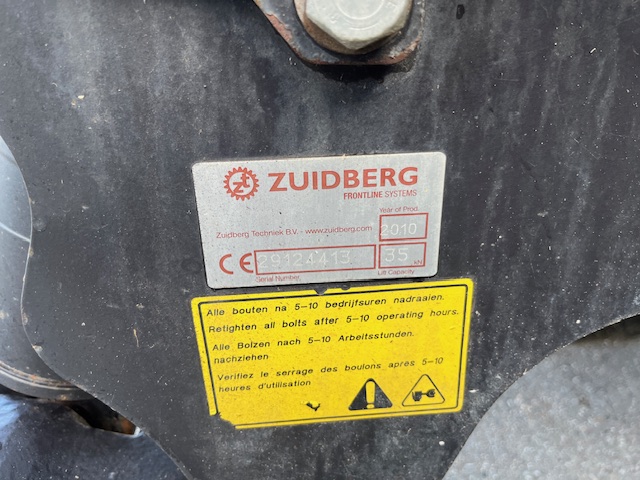 ZUIDBERG
FRONTLINE SYSTEMS
Zuidberg Techniek B.V. - www.zuidberg.com
Year of Prod.
2010
CE
29124413
35 kN
Serial Number
Lift Capacity
Alle bouten na 5-10 bedrijfsuren nadraaien.
Retighten all bolts after 5-10 operating hours.
Alle Bolzen nach 5-10 Arbeitsstunden.
nachziehen
Verifiez le serrage des boulons après 5-10
heures d'utilisation